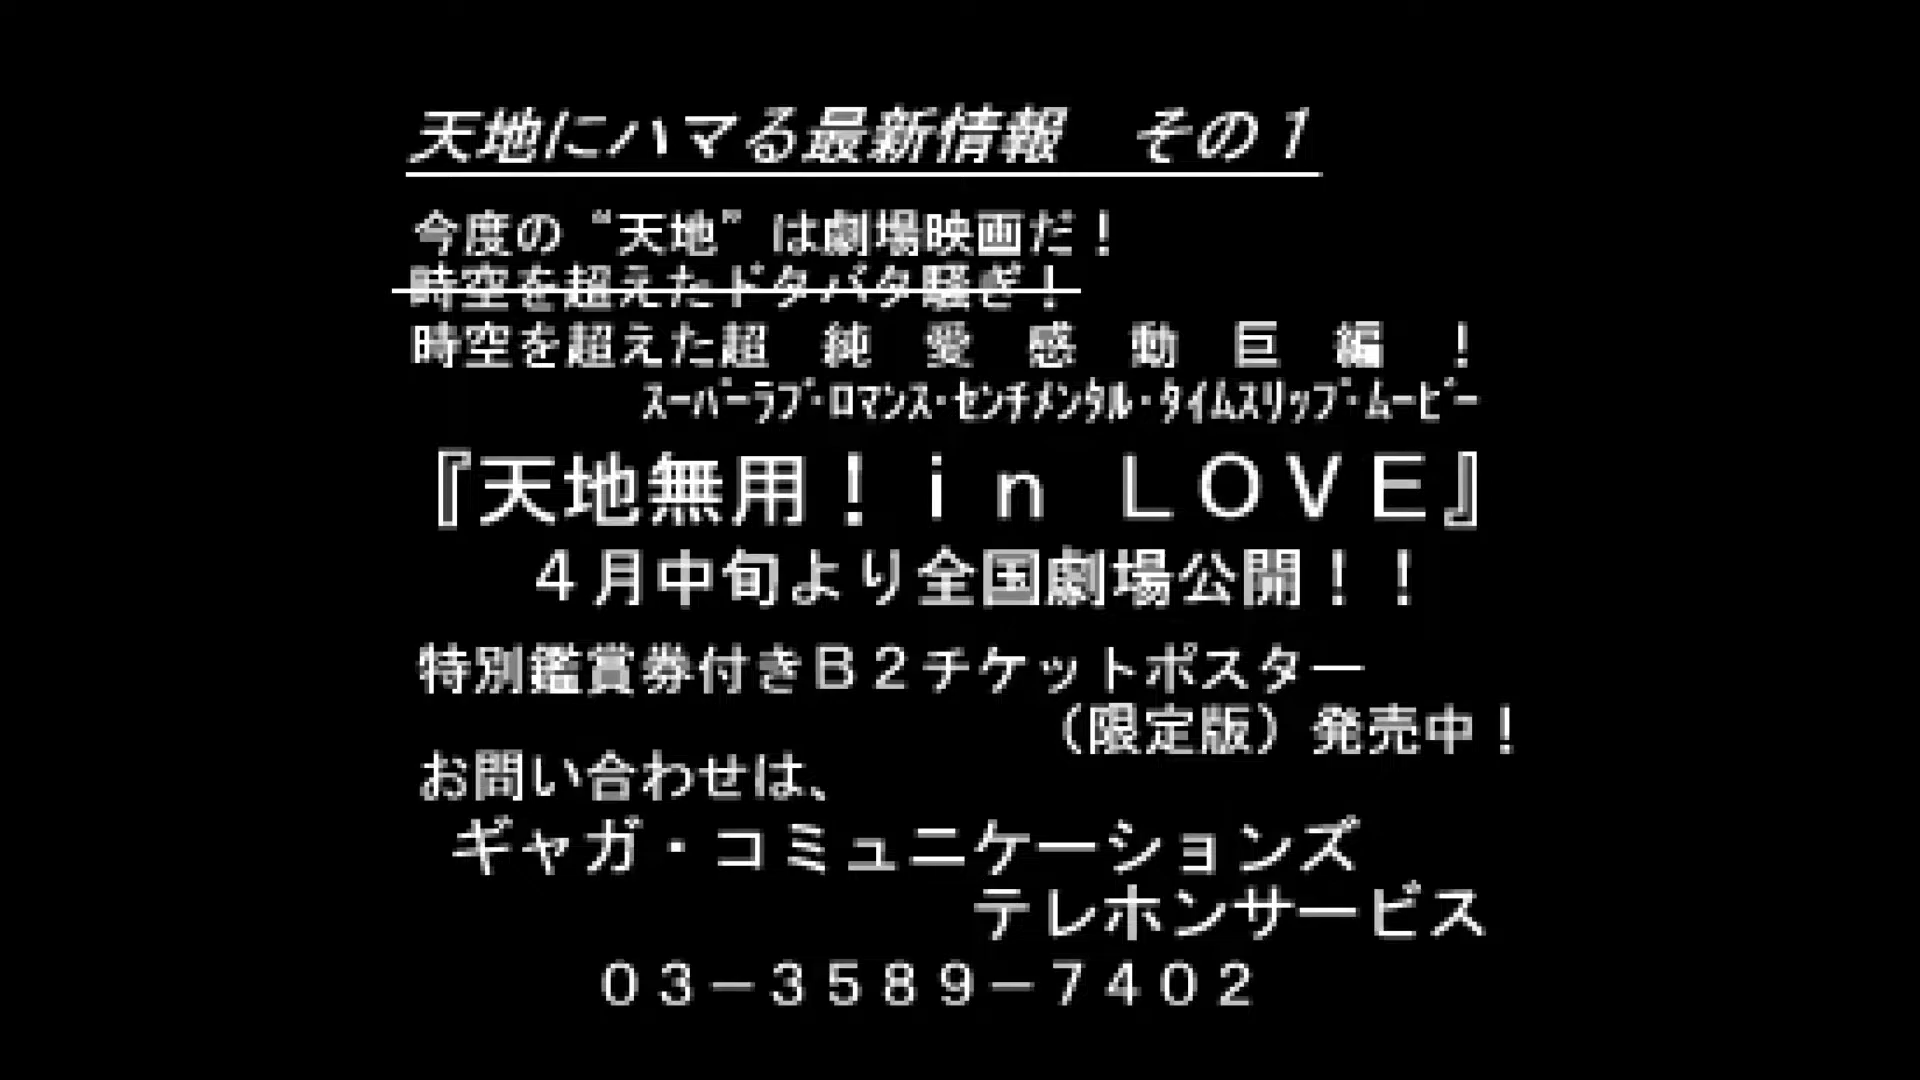 天地にハマる最新情報　その１
今度の“天地”は劇場映画だ！
時空を超えたドタバタ騒ぎ！
時空を超えた超　純　愛　感　動　巨　編　！
ｽｰﾊﾟｰﾗﾌﾞ・ﾛﾏﾝｽ・ｾﾝﾁﾒﾝﾀﾙ・ﾀｲﾑｽﾘｯﾌﾟ・ﾑｰﾋﾞｰ
『天地無用！ｉｎ　ＬＯＶＥ』
４月中旬より全国劇場公開！！
特別鑑賞券付きＢ２チケットポスター
（限定版）発売中！
お問い合わせは、
ギャガ・コミュニケーションズ
テレホンサービス
０３－３５８９－７４０２